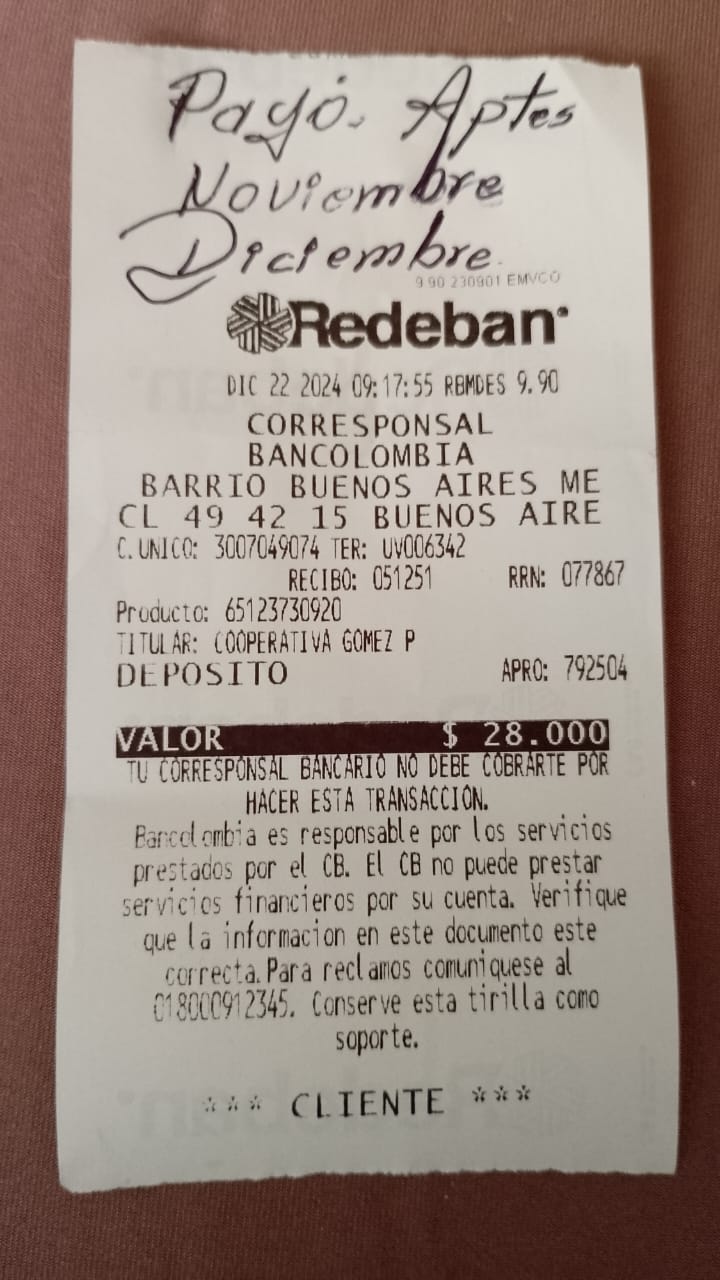 Pagó. Aptes
Noviembre
Diciembre.
9.90 230901 EMVCO
Redeban
DIC 22 2024 09:17:55 RBMDES 9.90
CORRESPONSAL
BANCOLOMBIA
BARRIO BUENOS AIRES ME
CL 49 42 15 BUENOS AIRE
C.UNICO: 3007049074 TER: UV006342
RECIBO: 051251 RRN: 077867
Producto: 65123730920
TITULAR: COOPERATIVA GOMEZ P
DEPOSITO APRO: 792504
VALOR $ 28.000
TU CORRESPONSAL BANCARIO NO DEBE COBRARTE POR
HACER ESTA TRANSACCION.
Bancolombia es responsable por los servicios
prestados por el CB. El CB no puede prestar
servicios financieros por su cuenta. Verifique
que la informacion en este documento este
correcta.Para reclamos comuniquese al
018000912345. Conserve esta tirilla como
soporte.
*** CLIENTE ***